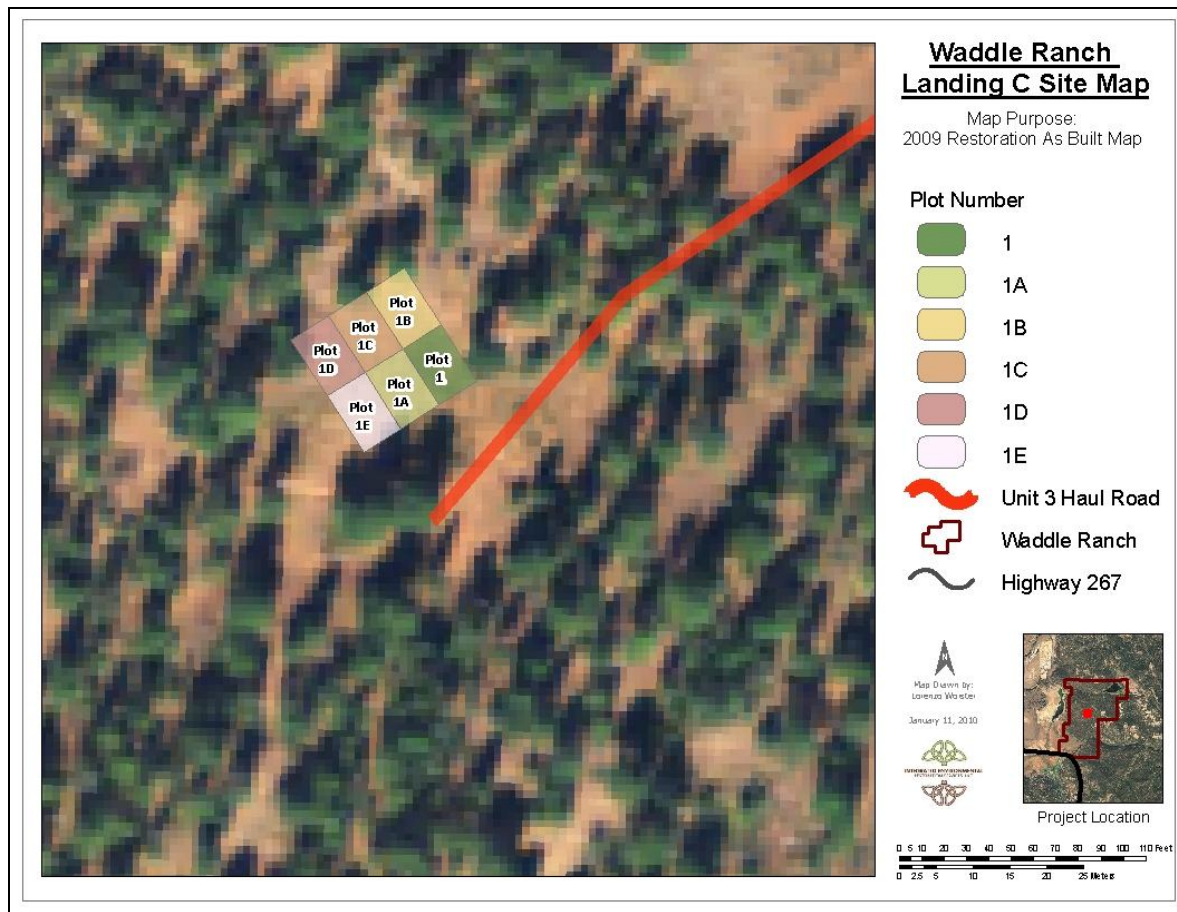 Waddle Ranch
Landing C Site Map
Map Purpose:
2009 Restoration As Built Map
Plot Number
1
1A
1B
1C
1D
1E
Unit 3 Haul Road
Waddle Ranch
Highway 267
Plot
1B
Plot
1C
Plot
1D
Plot
1
Plot
1A
Plot
1E
N
Map Drawn by:
Lorenzo Worster
January 11, 2010
INTEGRATED ENVIRONMENTAL
Project Location
0 5 10 20 30 40 50 60 70 80 90 100 110 Feet
0 2.5 5 10 15 20 25 Meters